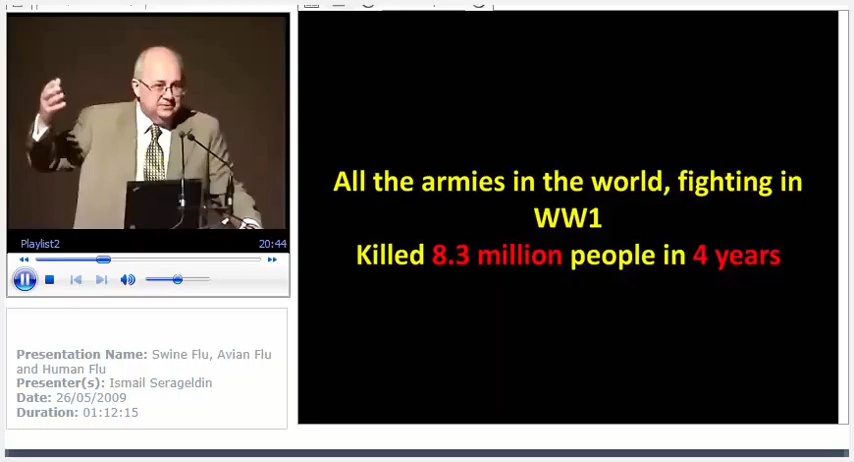 All the armies in the world, fighting in
WW1
Killed 8.3 million people in 4 years
Playlist2
20:44
Presentation Name: Swine Flu, Avian Flu
and Human Flu
Presenter(s): Ismail Serageldin
Date: 26/05/2009
Duration: 01:12:15